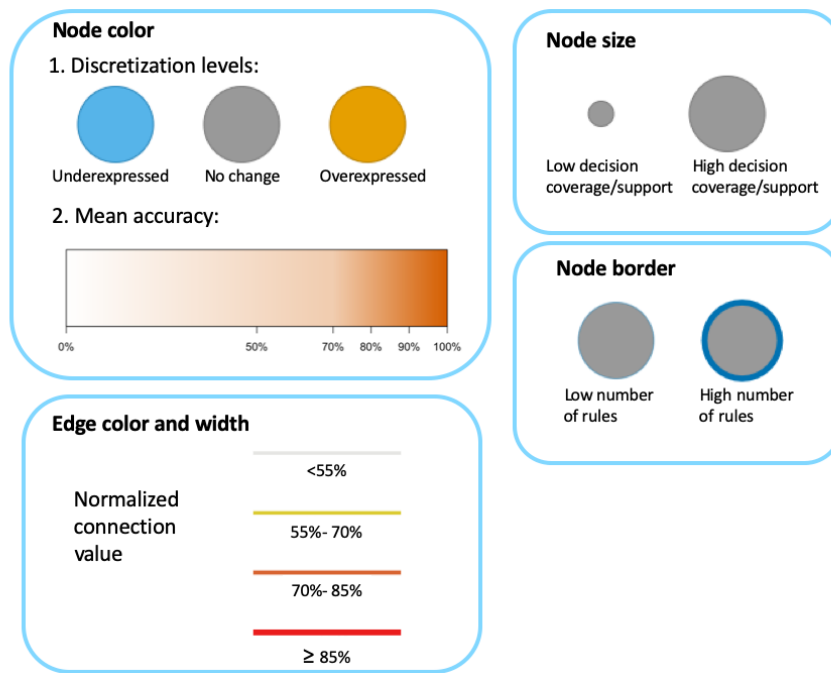 Node color
1. Discretization levels:
Underexpressed
No change
Overexpressed
2. Mean accuracy:
0%
50%
70%
80%
90%
100%
Node size
Low decision
coverage/support
High decision
coverage/support
Node border
Low number
of rules
High number
of rules
Edge color and width
Normalized
connection
value
<55%
55%- 70%
70%- 85%
≥ 85%